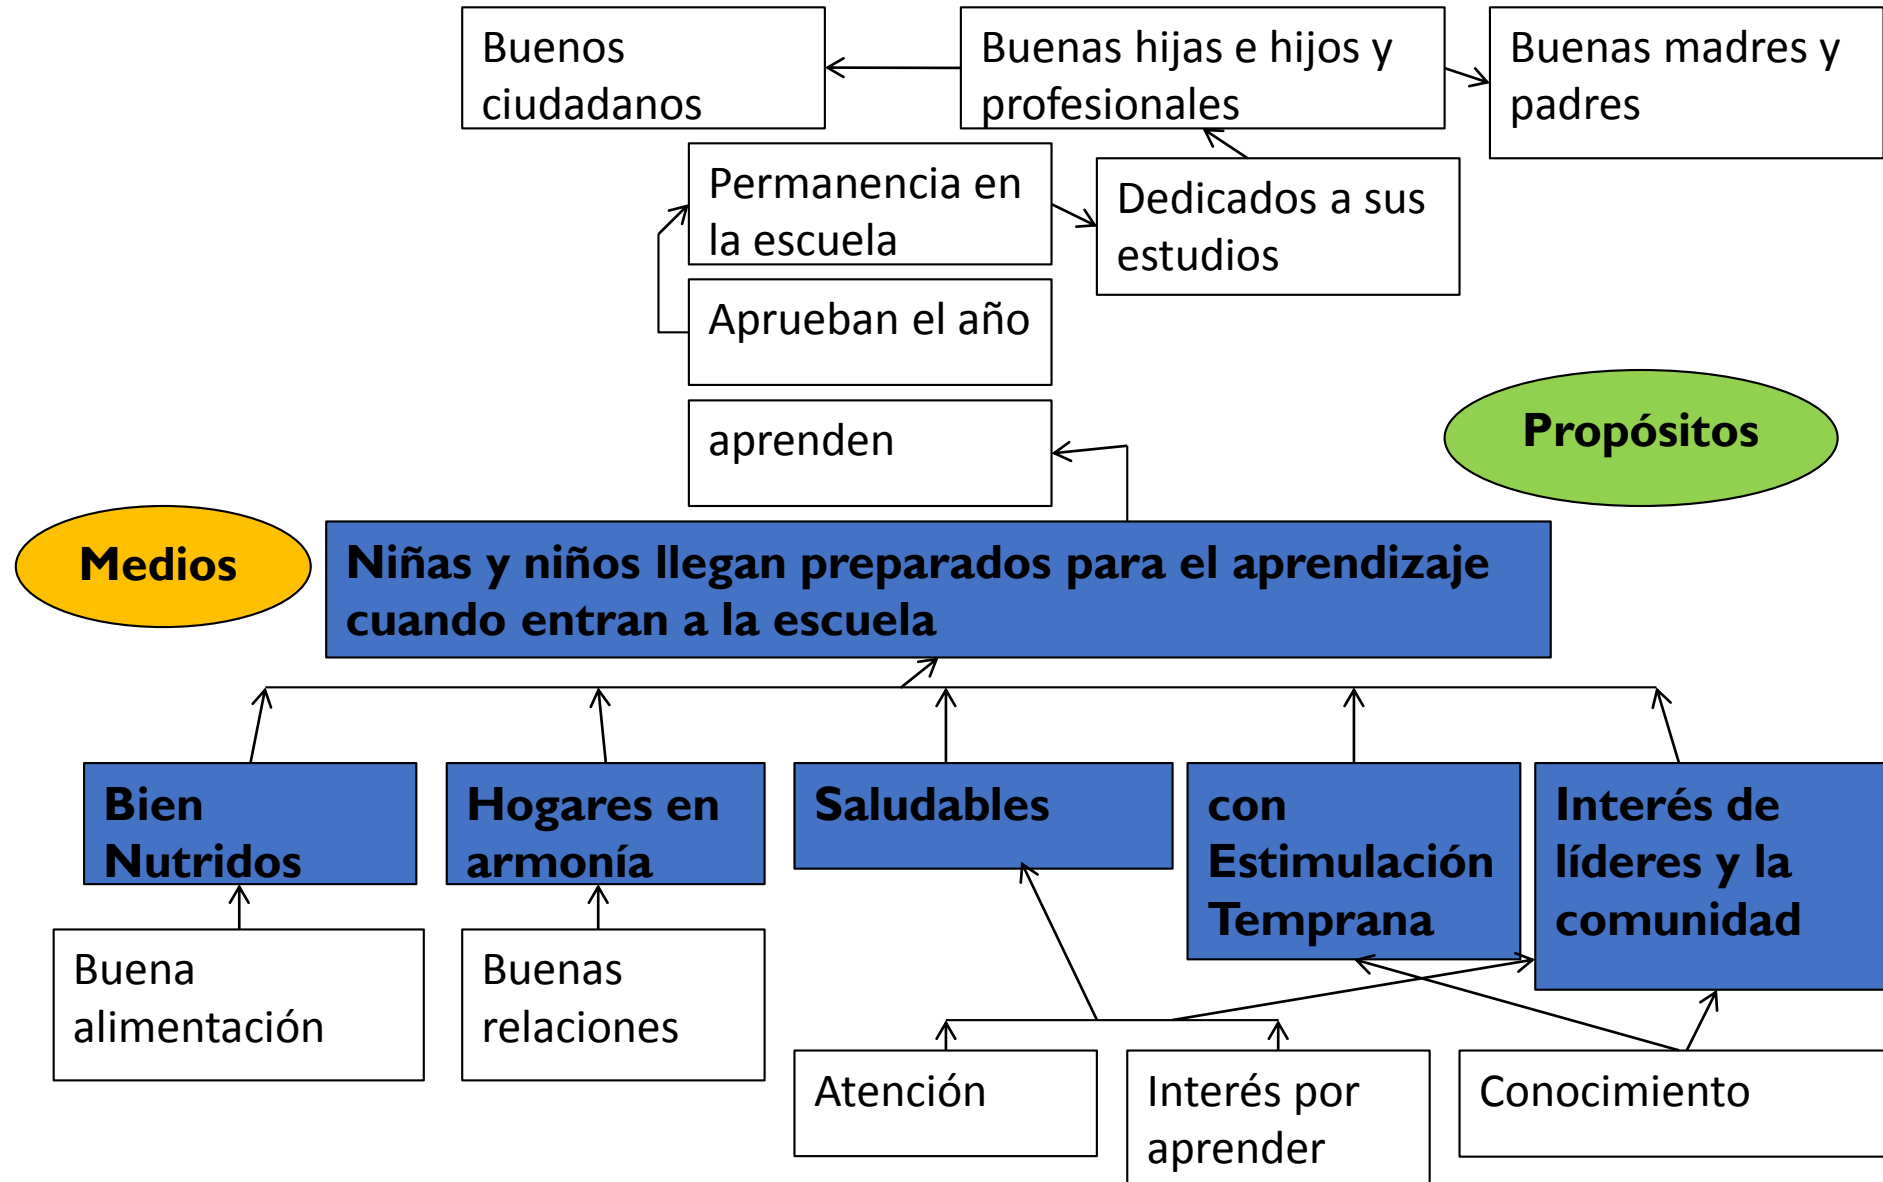 Buenos
ciudadanos
Buenas hijas e hijos y
profesionales
Buenas madres y
padres
Permanencia en
la escuela
Dedicados a sus
estudios
Aprueban el año
aprenden
Propósitos
Medios
Niñas y niños llegan preparados para el aprendizaje
cuando entran a la escuela
Bien
Nutridos
Hogares en
armonía
Saludables
con
Estimulación
Temprana
Interés de
líderes y la
comunidad
Buena
alimentación
Buenas
relaciones
Atención
Interés por
aprender
Conocimiento